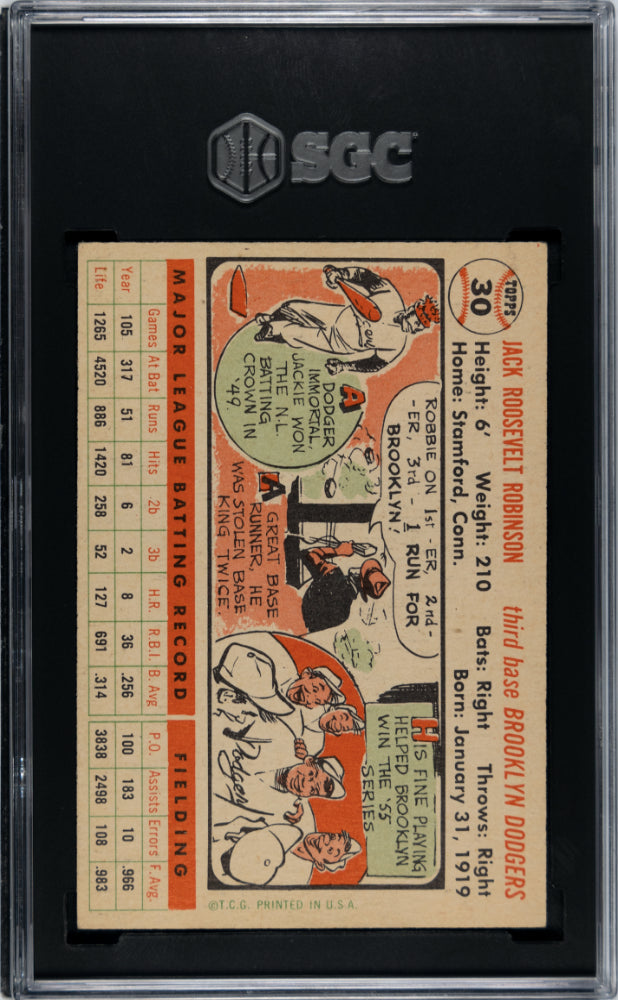 SGC
TOPPS
30
JACK ROOSEVELT ROBINSON third base BROOKLYN DODGERS
Height: 6' Weight: 210 Bats: Right Throws: Right
Home: Stamford, Conn. Born: January 31, 1919
A
DODGER
IMMORTAL,
JACKIE WON
THE N.L.
BATTING
CROWN IN
'49.
ROBBIE ON 1st -ER, 2nd-
-ER, 3rd - 1 RUN FOR
BROOKLYN!
A GREAT BASE
RUNNER, HE
WAS STOLEN BASE
KING TWICE.
HIS FINE PLAYING
HELPED BROOKLYN
WIN THE '55
SERIES
Dodgers
MAJOR LEAGUE BATTING RECORD FIELDING
Games At Bat Runs Hits 2b 3b H.R. R.B.I. B. Avg. P.O. Assists Errors F. Avg.
Year 105 317 51 81 6 2 8 36 .256 100 183 10 .966
Life 1265 4520 886 1420 258 52 127 691 .314 3838 2498 108 .983
©T.C.G. PRINTED IN U.S.A.